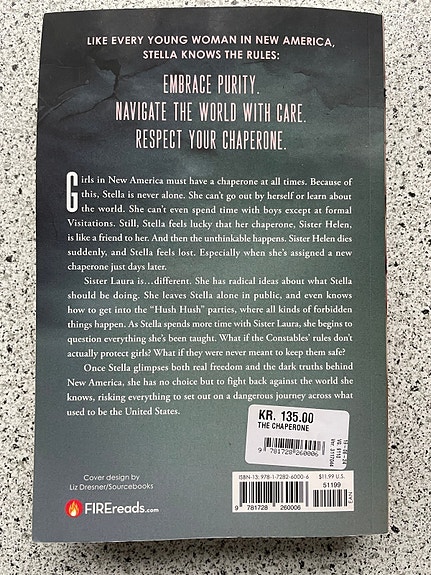 LIKE EVERY YOUNG WOMAN IN NEW AMERICA,
STELLA KNOWS THE RULES:
EMBRACE PURITY.
NAVIGATE THE WORLD WITH CARE.
RESPECT YOUR CHAPERONE.
Girls in New America must have a chaperone at all times. Because of
this, Stella is never alone. She can't go out by herself or learn about
the world. She can't even spend time with boys except at formal
Visitations. Still, Stella feels lucky that her chaperone, Sister Helen,
is like a friend to her. And then the unthinkable happens. Sister Helen dies
suddenly, and Stella feels lost. Especially when she's assigned a new
chaperone just days later.
Sister Laura is...different. She has radical ideas about what Stella
should be doing. She leaves Stella alone in public, and even knows
how to get into the "Hush Hush" parties, where all kinds of forbidden
things happen. As Stella spends more time with Sister Laura, she begins to
question everything she's been taught. What if the Constables' rules don't
actually protect girls? What if they were never meant to keep them safe?
Once Stella glimpses both real freedom and the dark truths behind
New America, she has no choice but to fight back against the world she
knows, risking everything to set out on a dangerous journey across what
used to be the United States.
KR. 135.00
THE CHAPERONE
9 781728 260006
Cover design by
Liz Dresner/Sourcebooks
FIREreads.com
ISBN-13: 978-1-7282-6000-6
$11.99 U.S.
51199
9 781728 260006
EAN